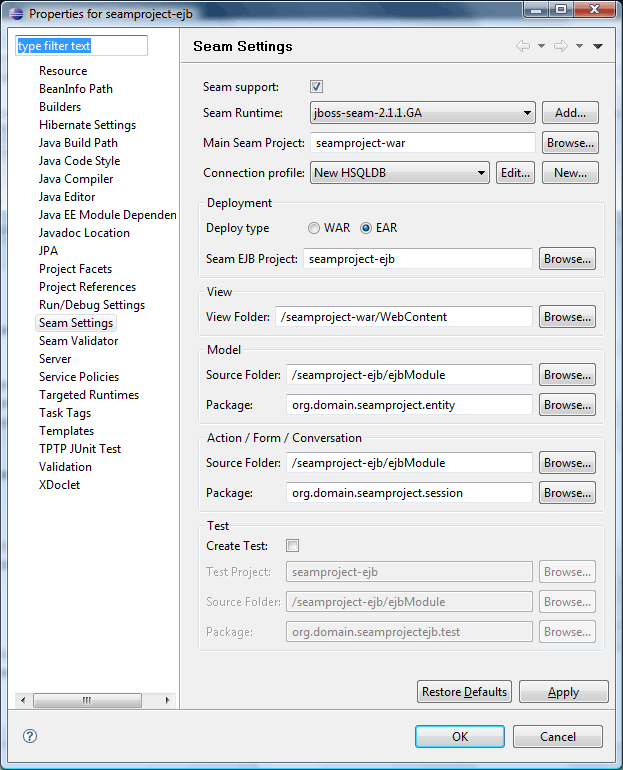 Properties for seamproject-ejb
type filter text
Resource
BeanInfo Path
Builders
Hibernate Settings
Java Build Path
Java Code Style
Java Compiler
Java Editor
Java EE Module Dependen
Javadoc Location
JPA
Project Facets
Project References
Run/Debug Settings
Seam Settings
Seam Validator
Server
Service Policies
Targeted Runtimes
Task Tags
Templates
TPTP JUnit Test
Validation
XDoclet
Seam Settings
Seam support:
Seam Runtime: jboss-seam-2.1.1.GA Add...
Main Seam Project: seamproject-war Browse...
Connection profile: New HSQLDB Edit... New...
Deployment
Deploy type WAR EAR
Seam EJB Project: seamproject-ejb Browse...
View
View Folder: /seamproject-war/WebContent Browse...
Model
Source Folder: /seamproject-ejb/ejbModule Browse...
Package: org.domain.seamproject.entity Browse...
Action / Form / Conversation
Source Folder: /seamproject-ejb/ejbModule Browse...
Package: org.domain.seamproject.session Browse...
Test
Create Test:
Test Project: seamproject-ejb Browse...
Source Folder: /seamproject-ejb/ejbModule Browse...
Package: org.domain.seamprojectejb.test Browse...
Restore Defaults Apply
? OK Cancel